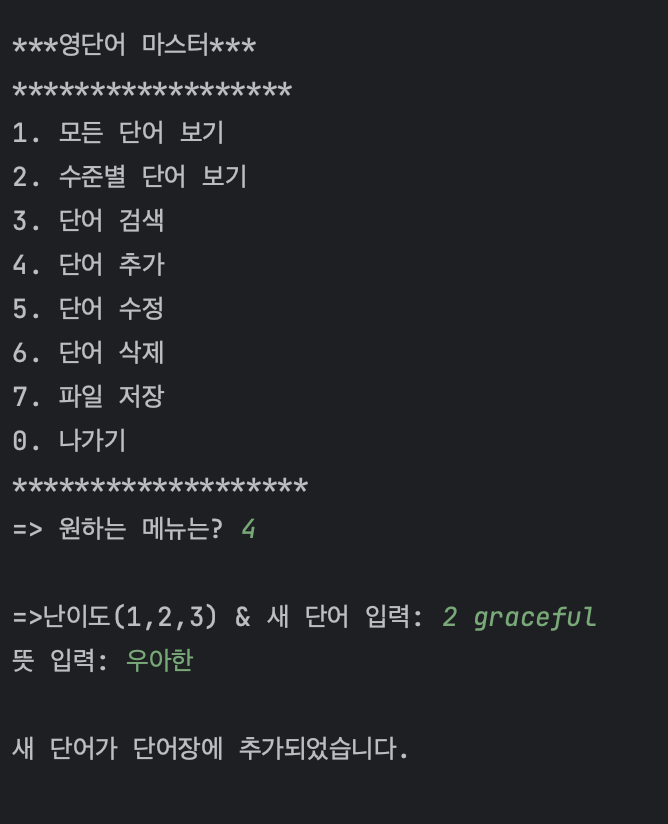 ***영단어 마스터***
******************
1. 모든 단어 보기
2. 수준별 단어 보기
3. 단어 검색
4. 단어 추가
5. 단어 수정
6. 단어 삭제
7. 파일 저장
0. 나가기
*******************
=> 원하는 메뉴는? 4
=>난이도(1,2,3) & 새 단어 입력: 2 graceful
뜻 입력: 우아한
새 단어가 단어장에 추가되었습니다.